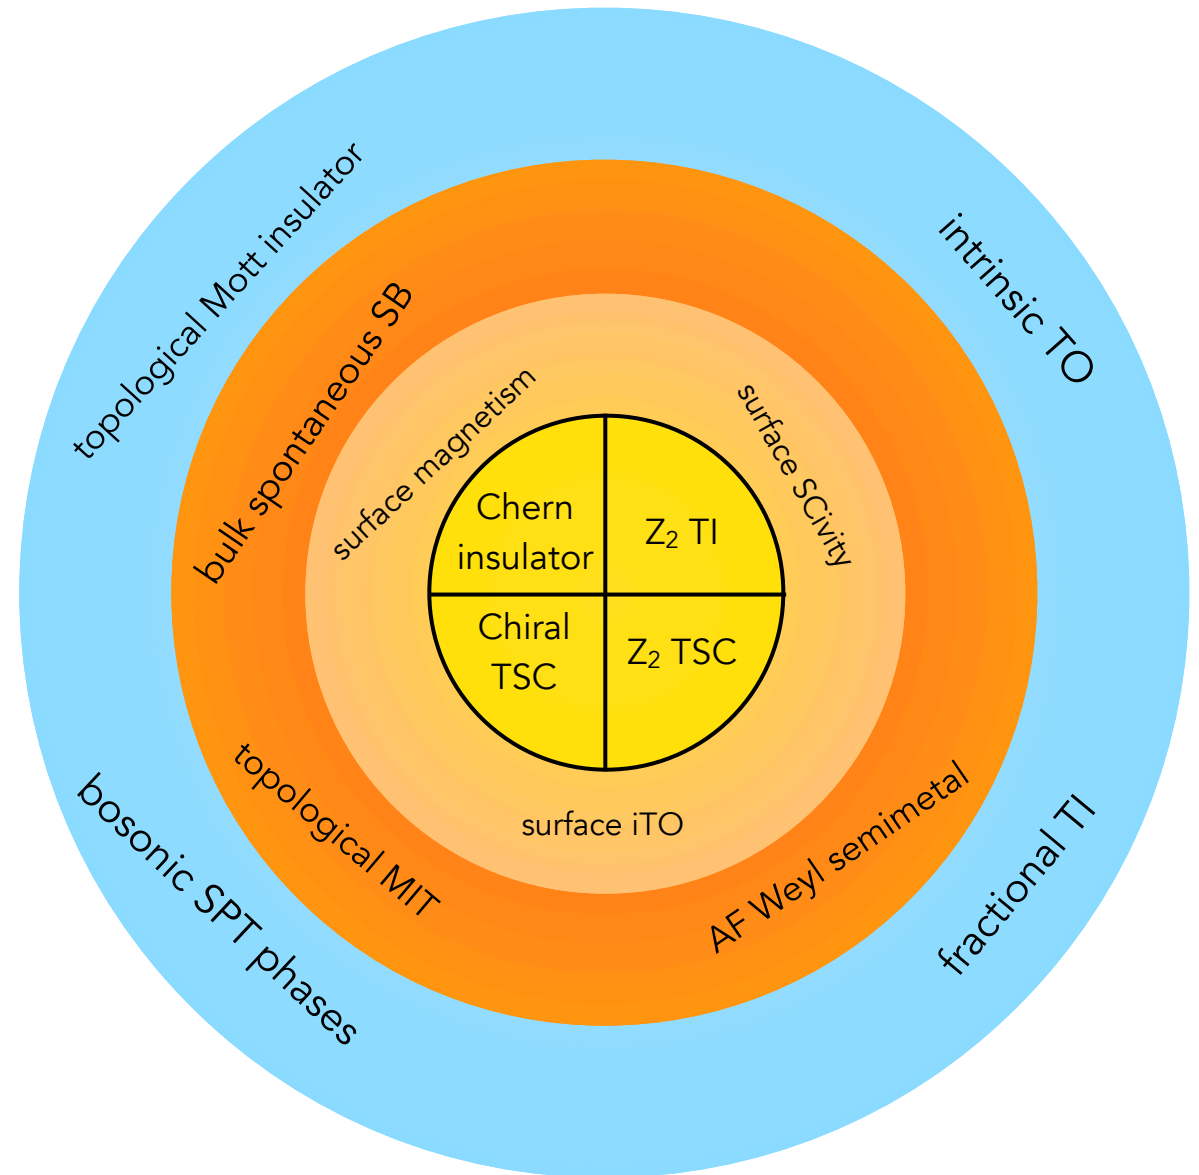 topological Mott insulator
intrinsic TO
bulk spontaneous SB
surface magnetism
surface SCivity
Chern
insulator
Z₂ TI
Chiral
TSC
Z₂ TSC
surface iTO
topological MIT
AF Weyl semimetal
bosonic SPT phases
fractional TI